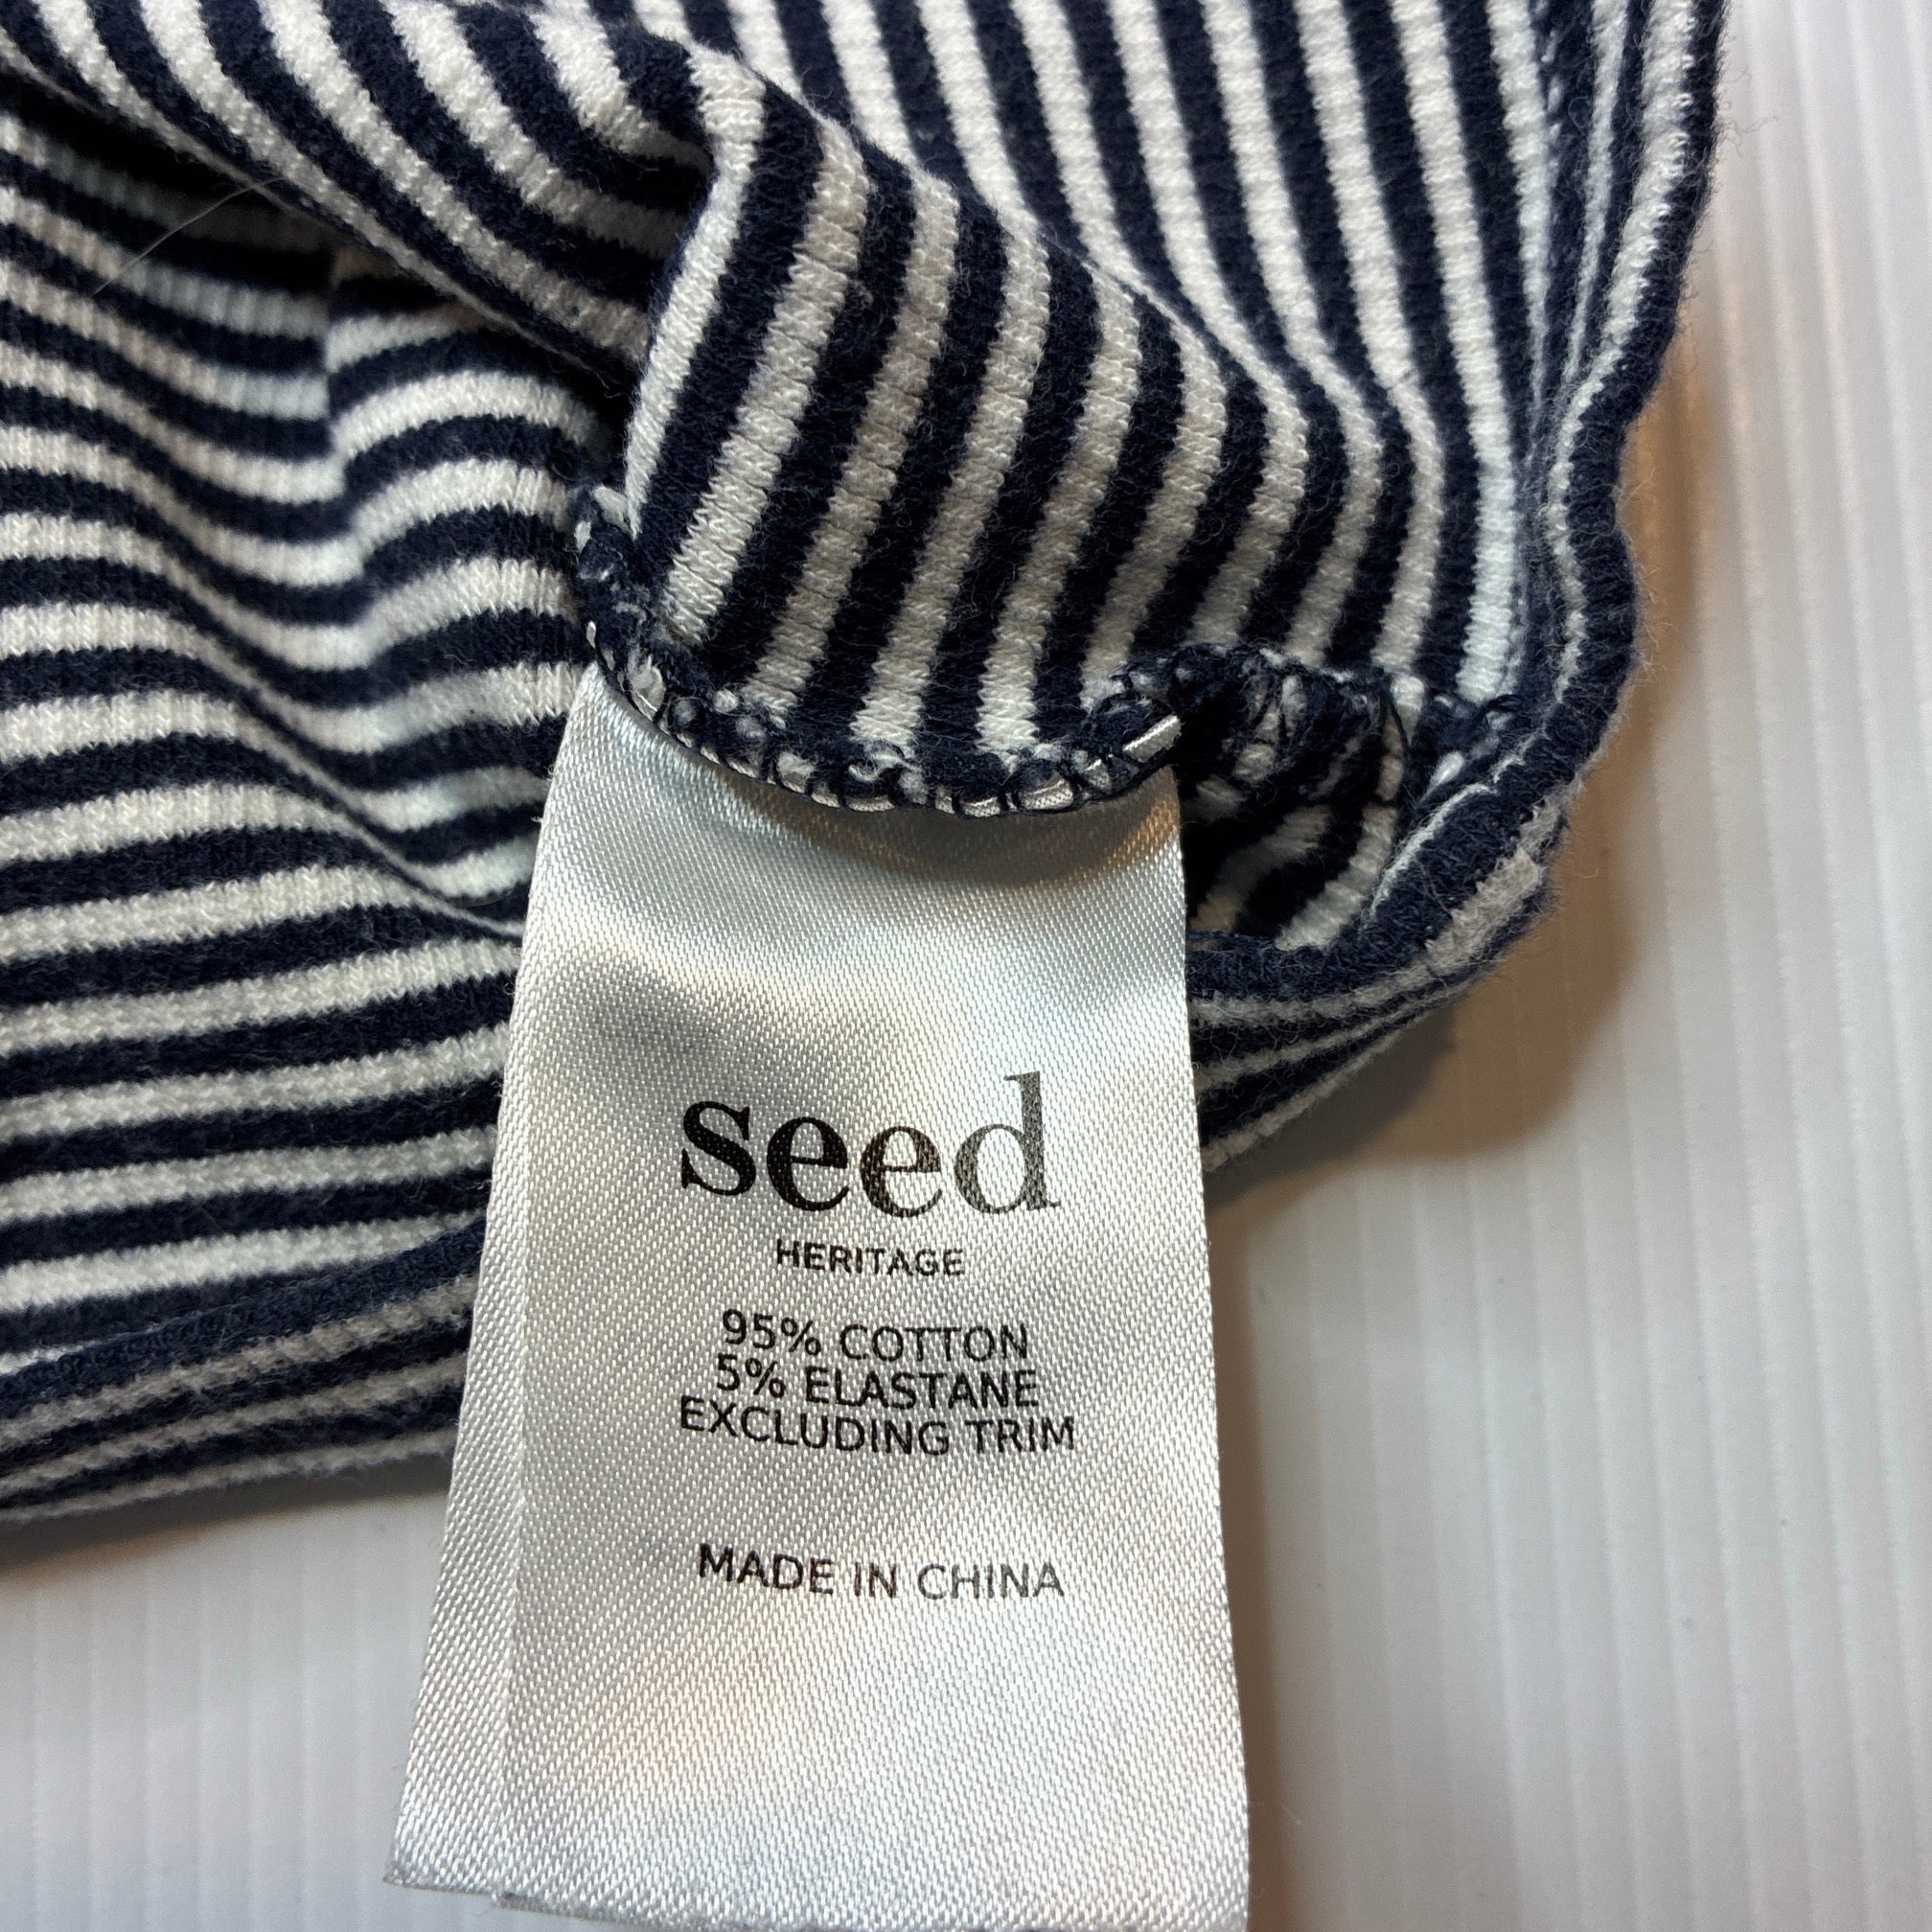 seed
HERITAGE
95% COTTON
5% ELASTANE
EXCLUDING TRIM
MADE IN CHINA